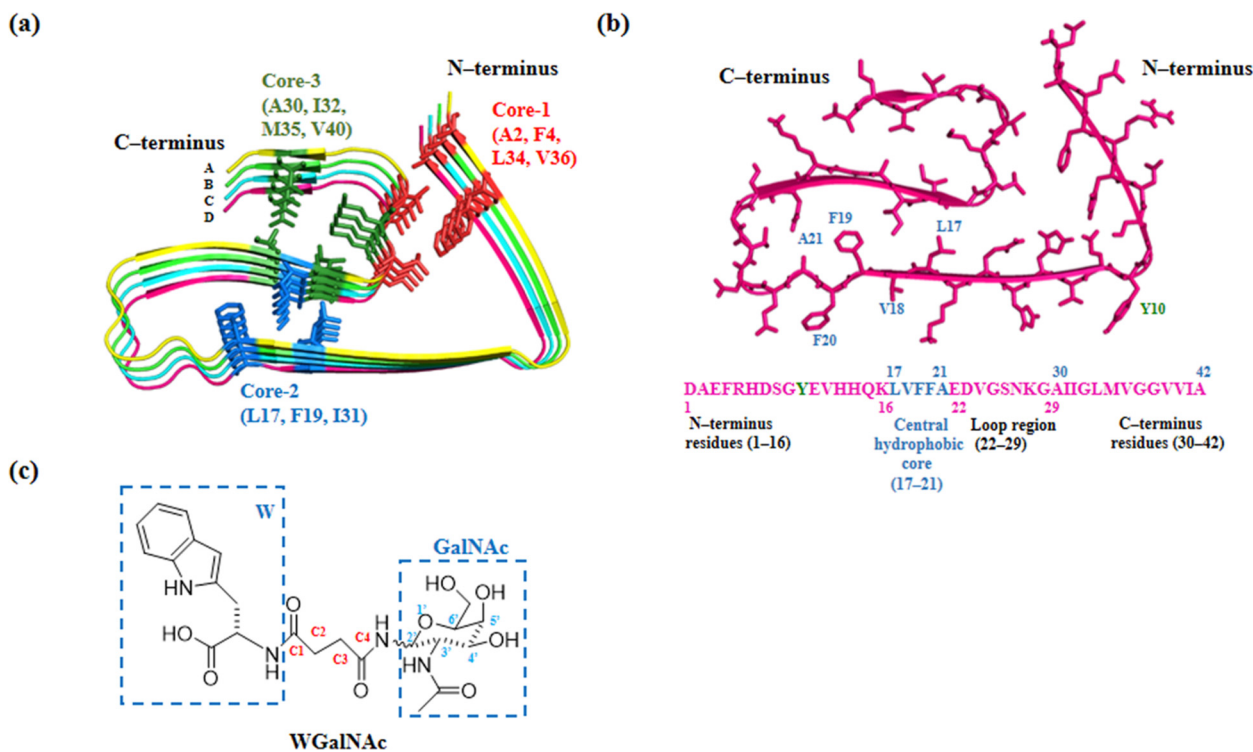 (a)
Core-3
(A30, I32,
M35, V40)
N–terminus
Core-1
(A2, F4,
L34, V36)
C–terminus
A
B
C
D
Core-2
(L17, F19, I31)
(b)
C–terminus
N–terminus
F19
A21
L17
V18
F20
Y10
17 21 30 42
DAEFRHDSGYEVHHQKLVFFAEDVGSNKGAIIGLMVGGVVIA
1 16 22 29
N–terminus
residues (1–16)
Central
hydrophobic
core
(17–21)
Loop region
(22–29)
C–terminus
residues (30–42)
(c)
W
GalNAc
HO
OH
O
1'
6'
5'
O
C2
C4
HN
2'
OH
HO
C1
C3
3'
4'
O
N
H
O
HN
O
N
H
WGalNAc